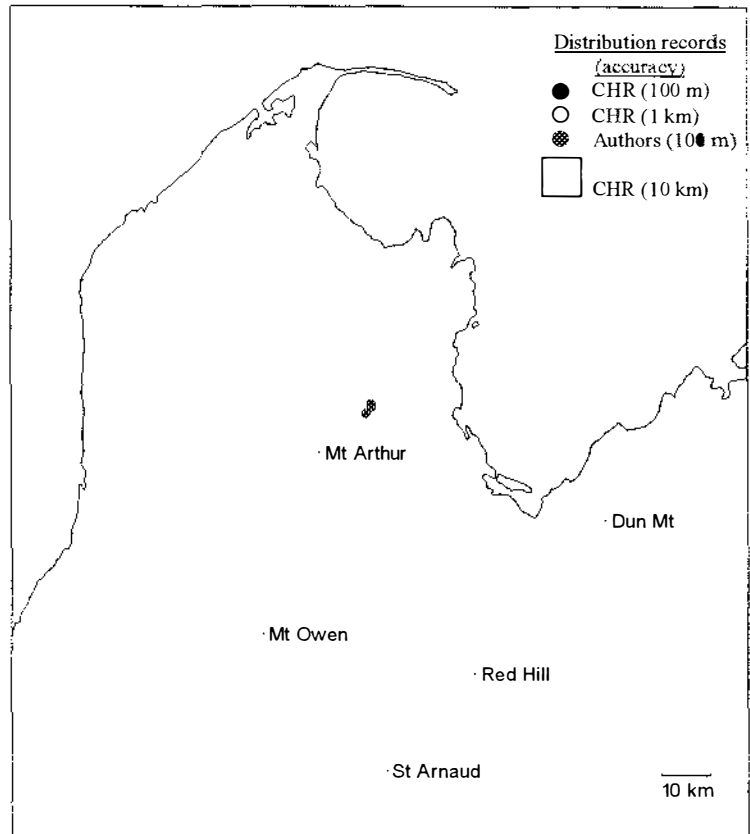 Distribution records
(accuracy)
CHR (100 m)
CHR (1 km)
Authors (100 m)
CHR (10 km)
Mt Arthur
Dun Mt
Mt Owen
Red Hill
St Arnaud
10 km